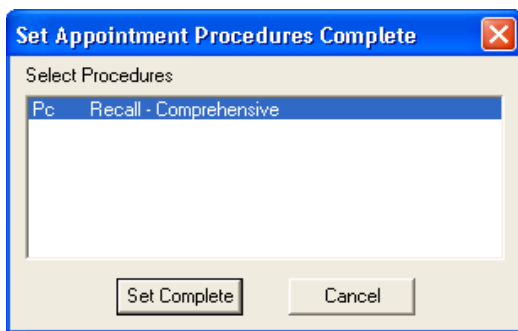 Set Appointment Procedures Complete
Select Procedures
Pc Recall - Comprehensive
Set Complete Cancel